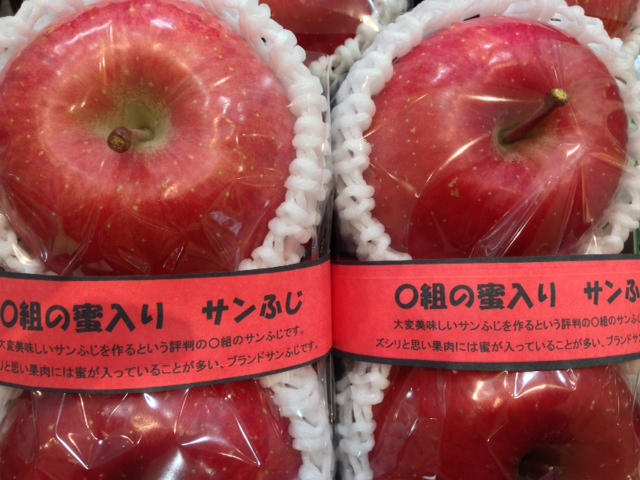 〇組の蜜入り サンふじ
大変美味しいサンふじを作るという評判の〇組のサンふじです。
シリと思い果肉には蜜が入っていることが多い、ブランドサンふじです。
〇組の蜜入り サンふ
大変美味しいサンふじを作るという評判の〇組のサンふじ
ズシリと思い果肉には蜜が入っていることが多い、ブランドサン